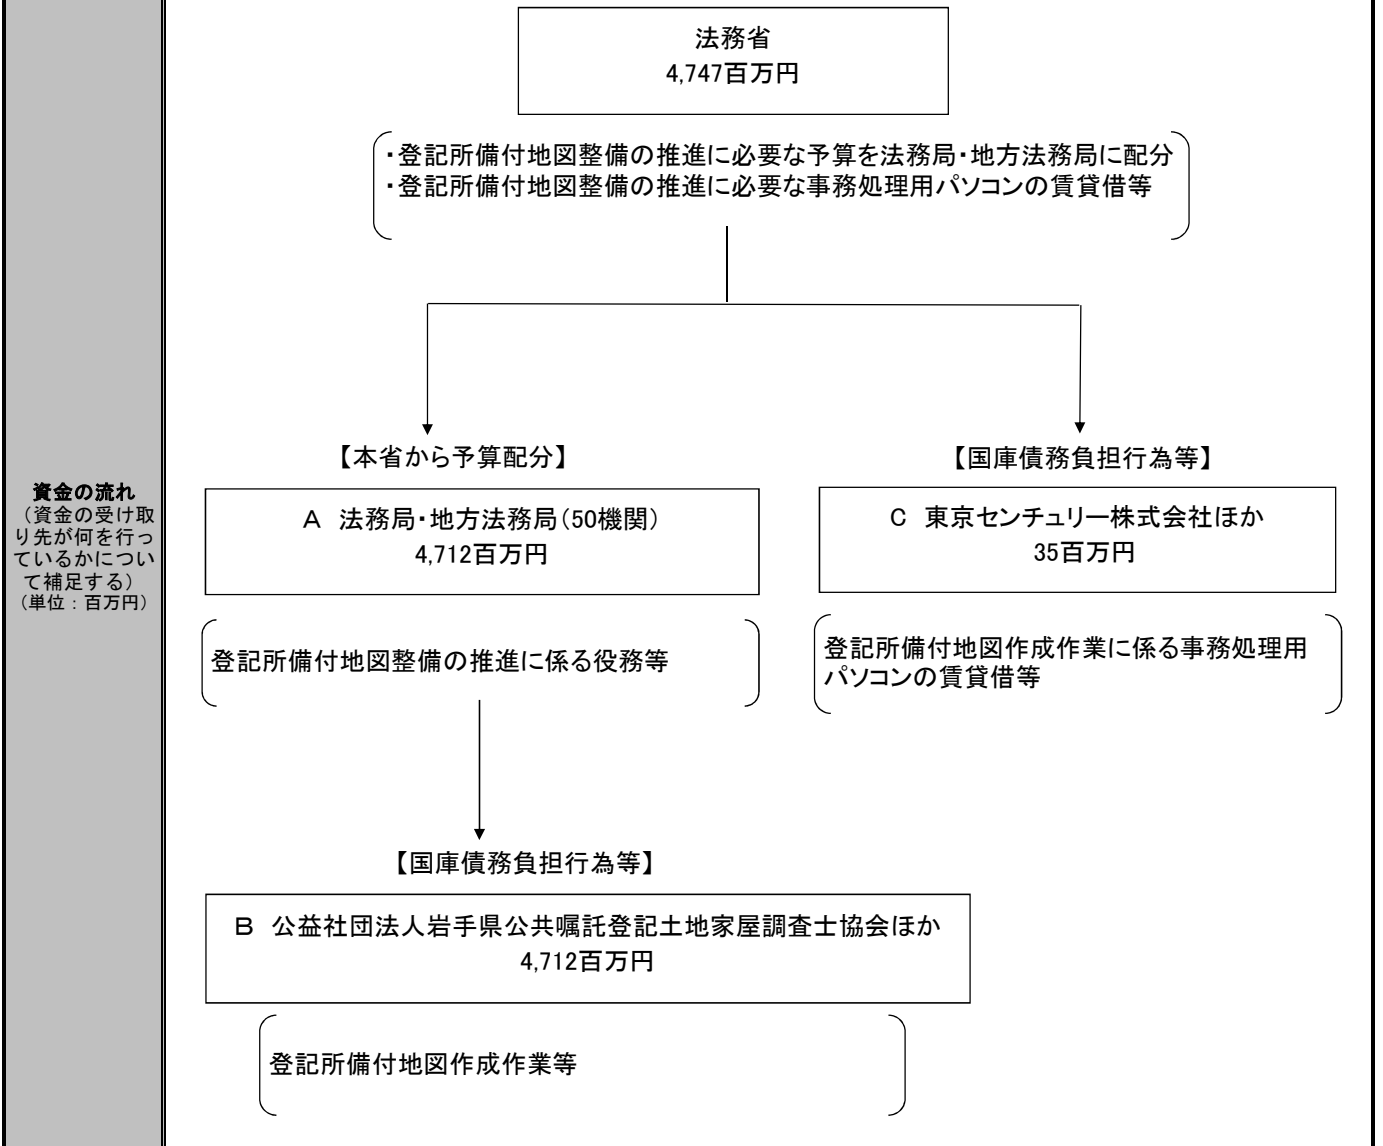 法務省
4,747百万円
・登記所備付地図整備の推進に必要な予算を法務局・地方法務局に配分
・登記所備付地図整備の推進に必要な事務処理用パソコンの賃貸借等
資金の流れ
（資金の受け取
り先が何を行っ
ているかについ
て補足する）
（単位：百万円）
【本省から予算配分】
【国庫債務負担行為等】
A　法務局・地方法務局（50機関）
4,712百万円
C　東京センチュリー株式会社ほか
35百万円
登記所備付地図整備の推進に係る役務等
登記所備付地図作成作業に係る事務処理用
パソコンの賃貸借等
【国庫債務負担行為等】
B　公益社団法人岩手県公共嘱託登記土地家屋調査士協会ほか
4,712百万円
登記所備付地図作成作業等